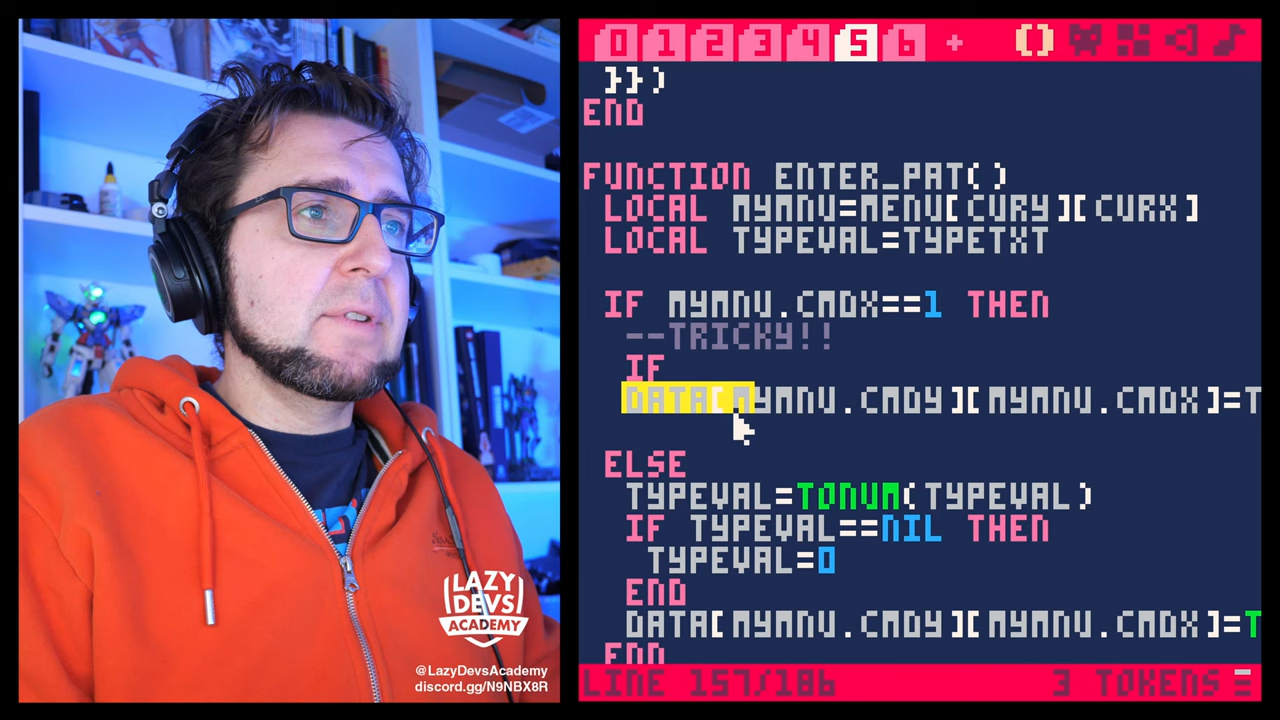 LAZY
DEVS
ACADEMY
@LazyDevsAcademy
discord.gg/N9NBX8R
0 1 2 3 4 5 6 + ()
}})
END
FUNCTION ENTER_PAT()
LOCAL MYMNU=MENU[CURY][CURX]
LOCAL TYPEVAL=TYPETXT
IF MYMNU.CMDX==1 THEN
--TRICKY!!
IF
DATA[MYMNU.CMDY][MYMNU.CMDX]=T
ELSE
TYPEVAL=TONUM(TYPEVAL)
IF TYPEVAL==NIL THEN
TYPEVAL=0
END
DATA[MYMNU.CMDY][MYMNU.CMDX]=T
END
LINE 157/186 3 TOKENS